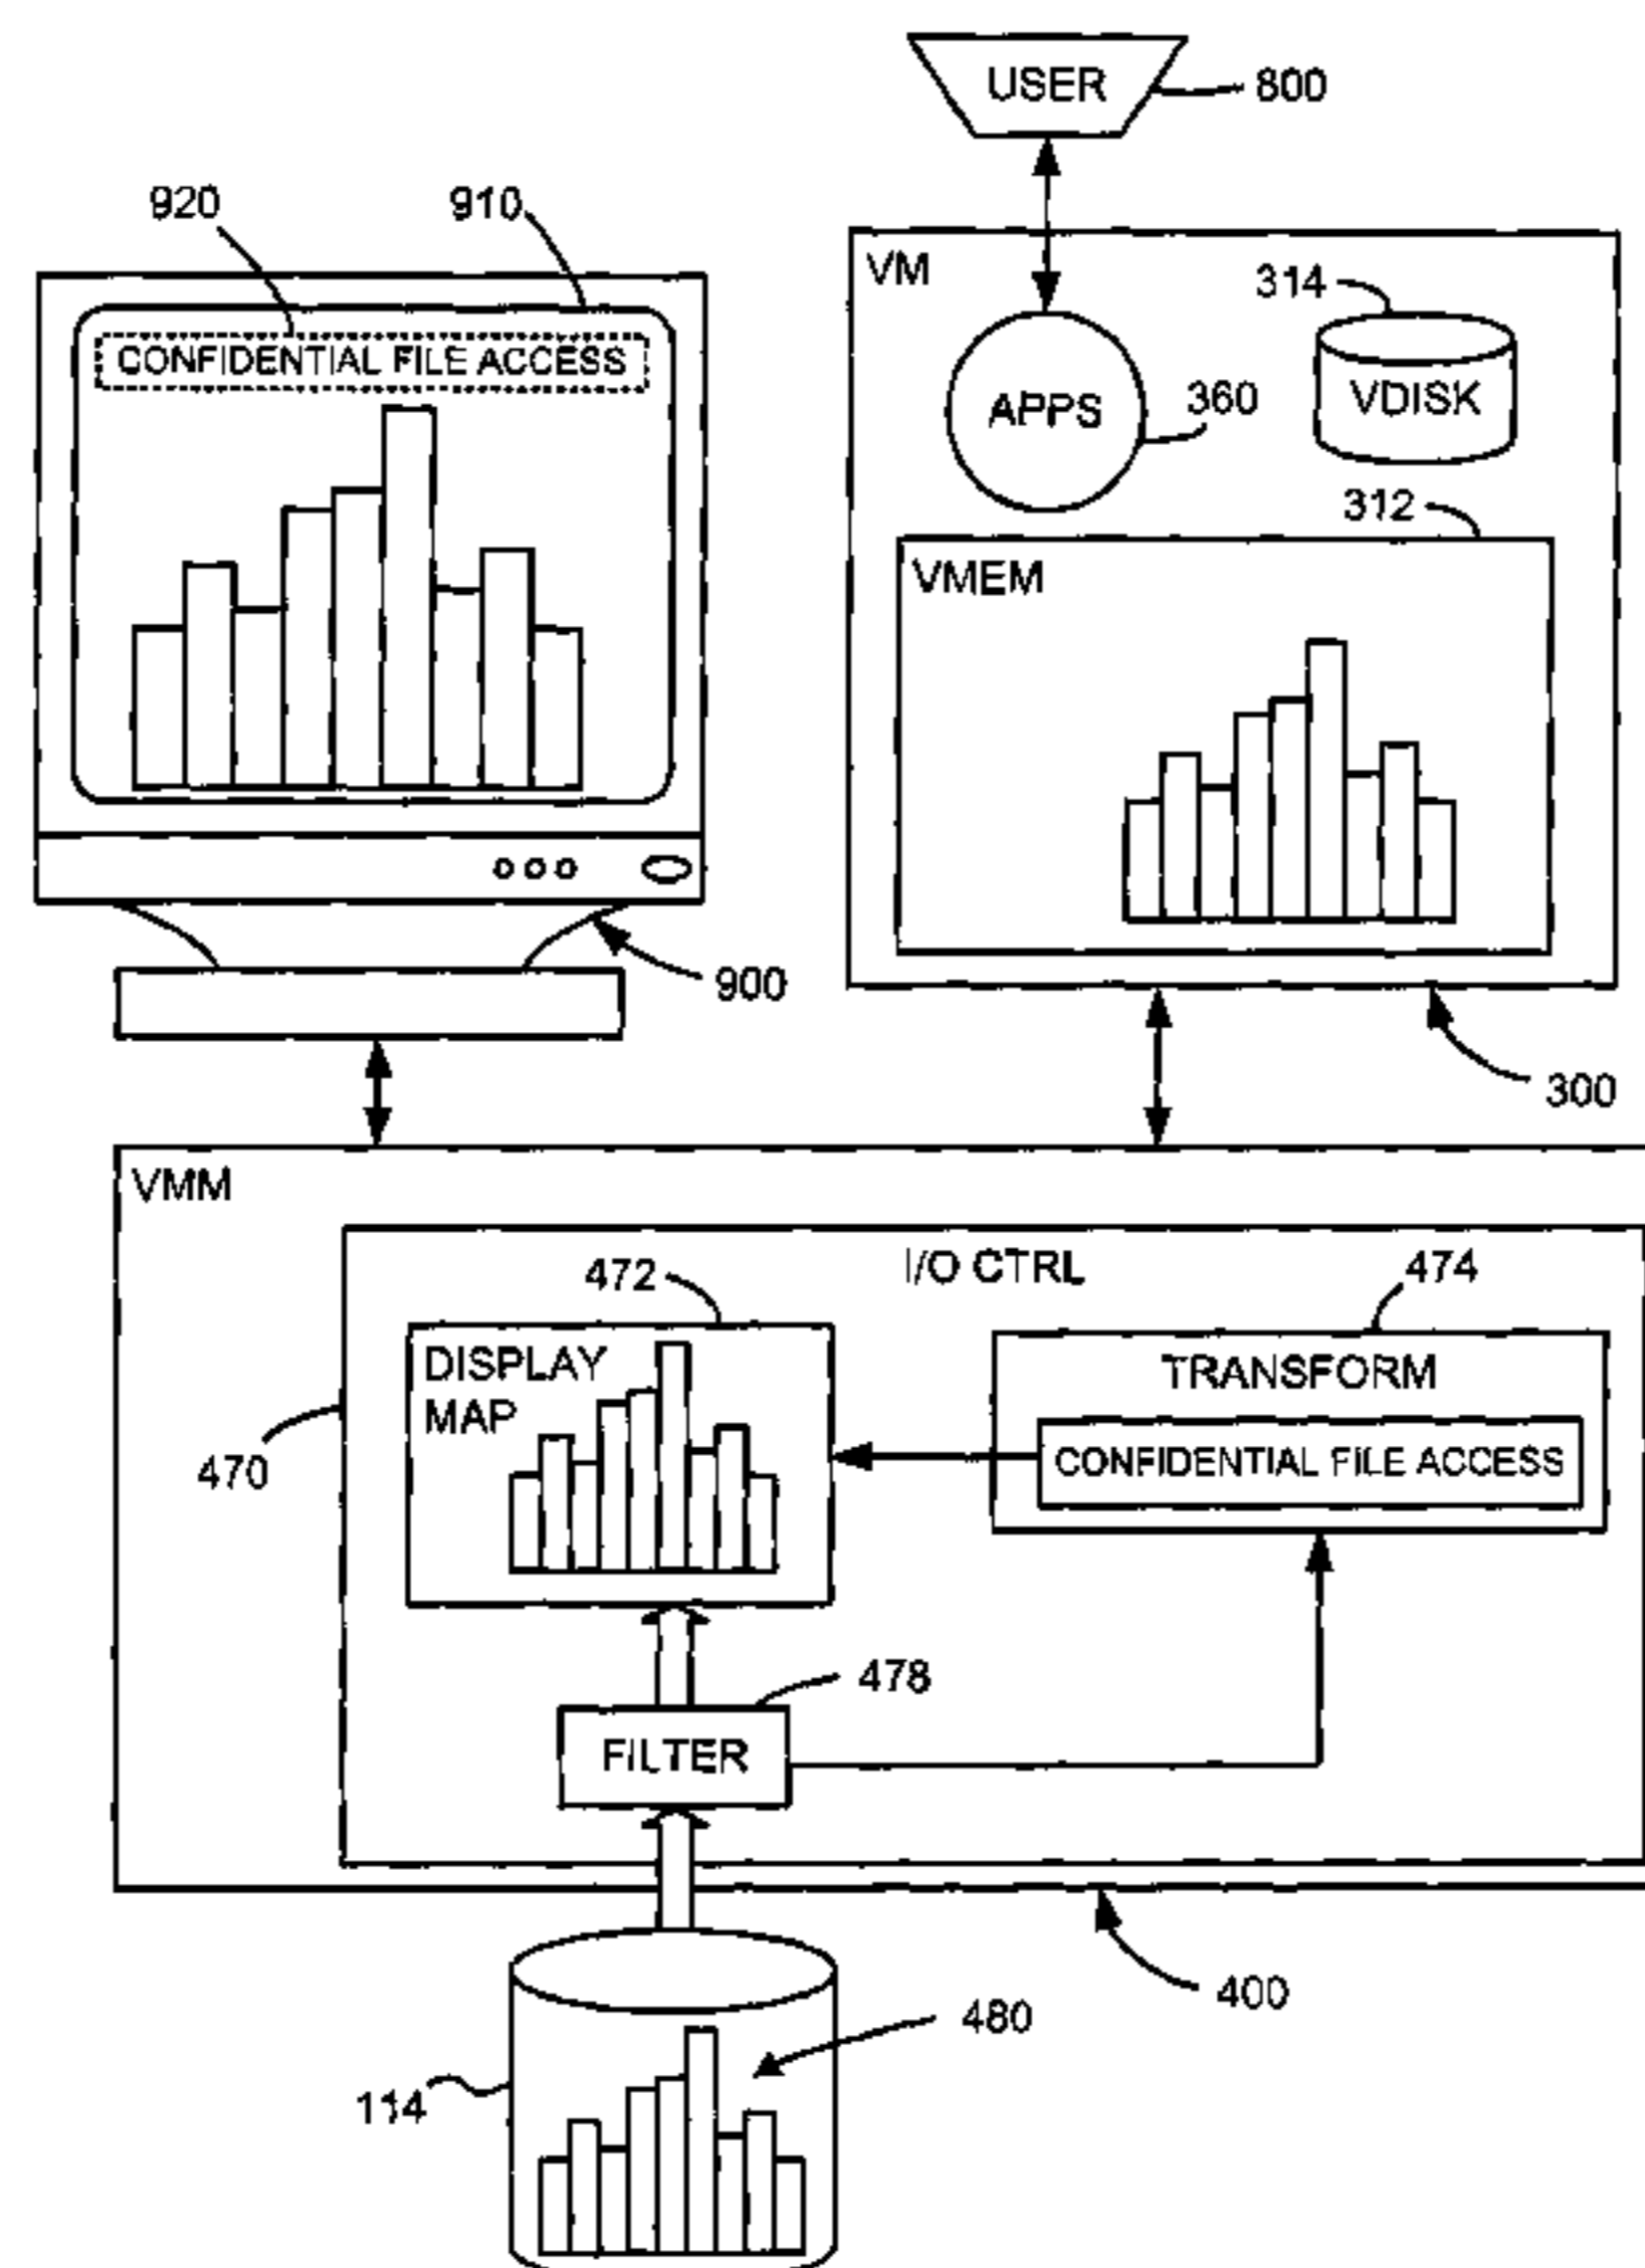 USER
800
920
910
CONFIDENTIAL FILE ACCESS
VM
314
VDISK
APPS
360
312
VMEM
900
300
VMM
I/O CTRL
472
474
DISPLAY
MAP
TRANSFORM
CONFIDENTIAL FILE ACCESS
470
478
FILTER
400
480
114